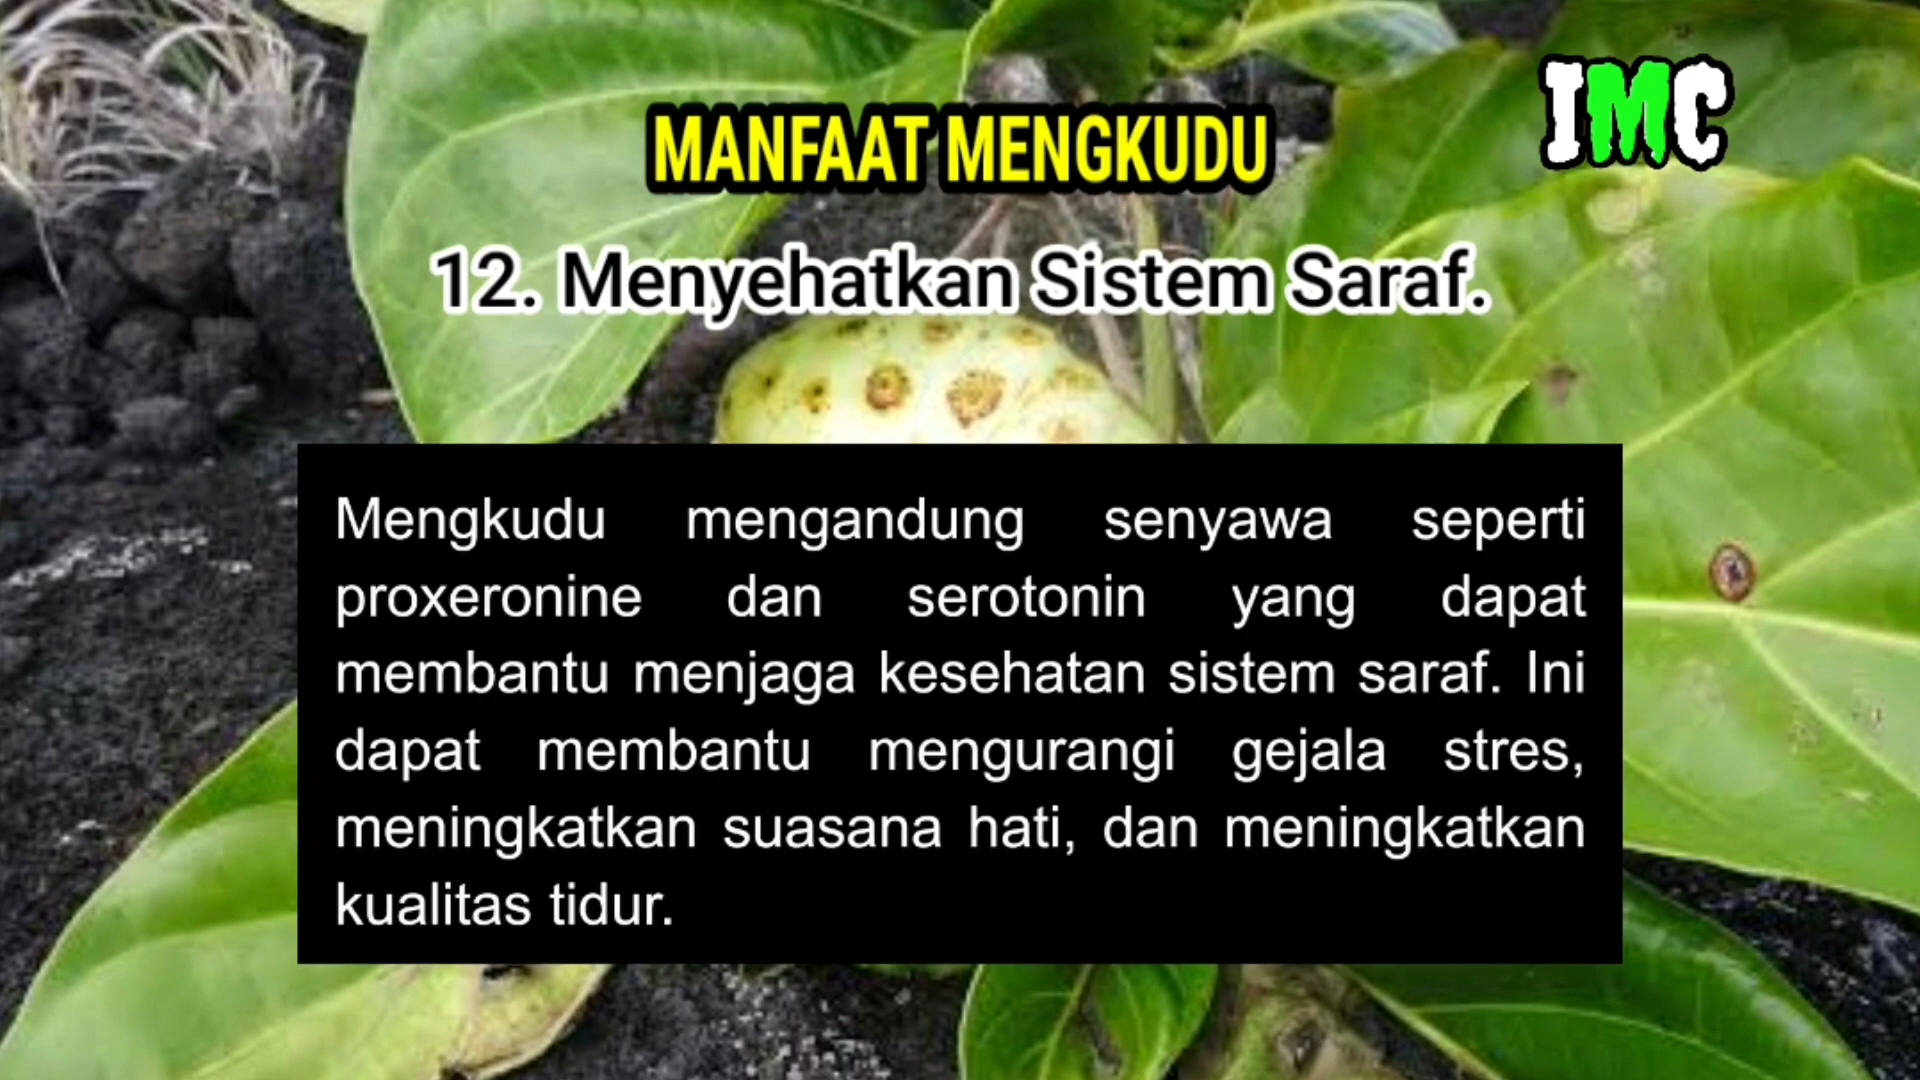 IMC
MANFAAT MENGKUDU
12. Menyehatkan Sistem Saraf.
Mengkudu mengandung senyawa seperti
proxeronine dan serotonin yang dapat
membantu menjaga kesehatan sistem saraf. Ini
dapat membantu mengurangi gejala stres,
meningkatkan suasana hati, dan meningkatkan
kualitas tidur.